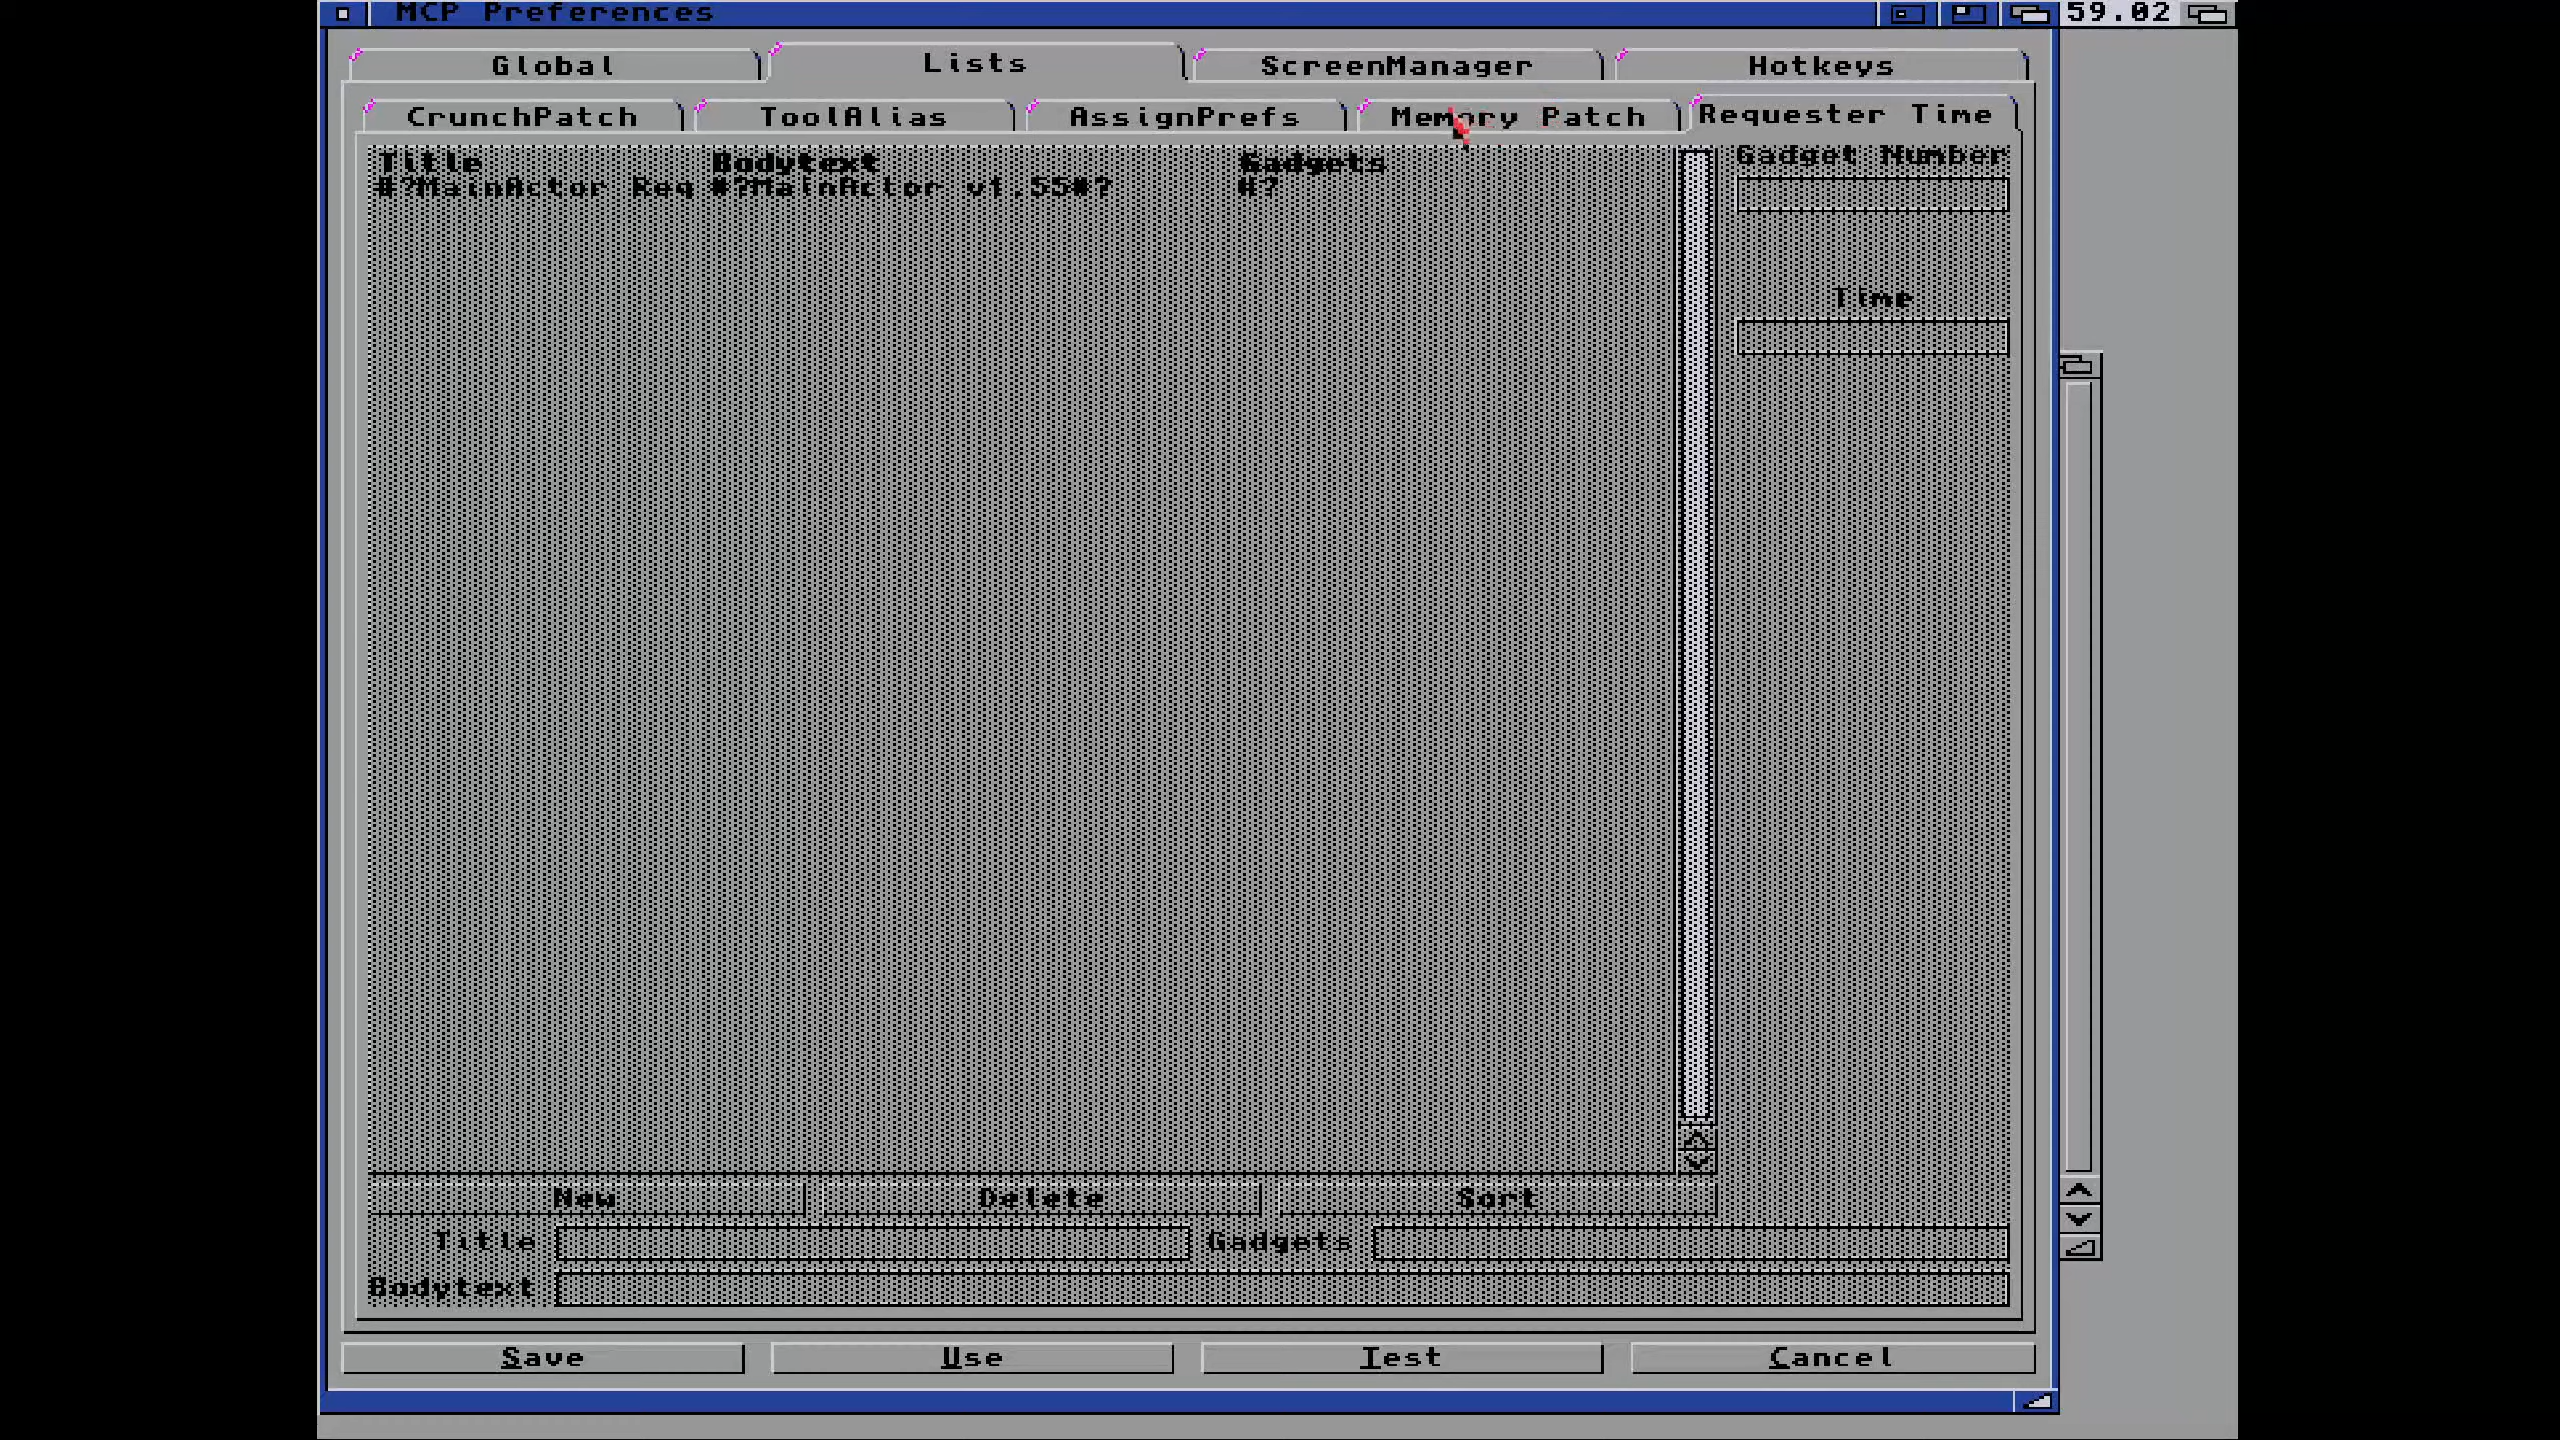 MCP Preferences 59.02
Global Lists ScreenManager Hotkeys
CrunchPatch ToolAlias AssignPrefs Memory Patch Requester Time
Title Bodytext Gadgets Gadget Number
#?MainActor Req #?MainActor v1.55#? #?
Time
New Delete Sort
Title Gadgets
Bodytext
Save Use Test Cancel